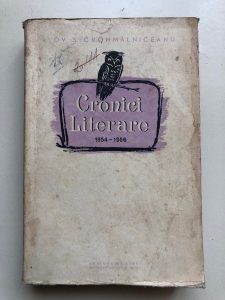 OV. S. CROHMĂLNICEANU
Cronici
Literare
1954-1956